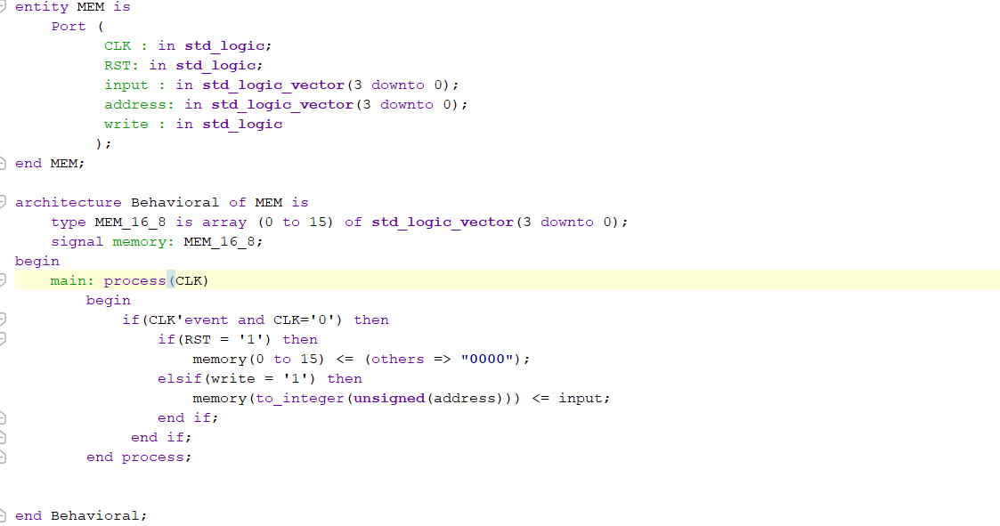 entity MEM is
    Port (
          CLK : in std_logic;
          RST: in std_logic;
          input : in std_logic_vector(3 downto 0);
          address: in std_logic_vector(3 downto 0);
          write : in std_logic
         );
end MEM;

architecture Behavioral of MEM is
    type MEM_16_8 is array (0 to 15) of std_logic_vector(3 downto 0);
    signal memory: MEM_16_8;
begin
    main: process(CLK)
        begin
            if(CLK'event and CLK='0') then
                if(RST = '1') then
                    memory(0 to 15) <= (others => "0000");
                elsif(write = '1') then
                    memory(to_integer(unsigned(address))) <= input;
                end if;
             end if;
        end process;


end Behavioral;